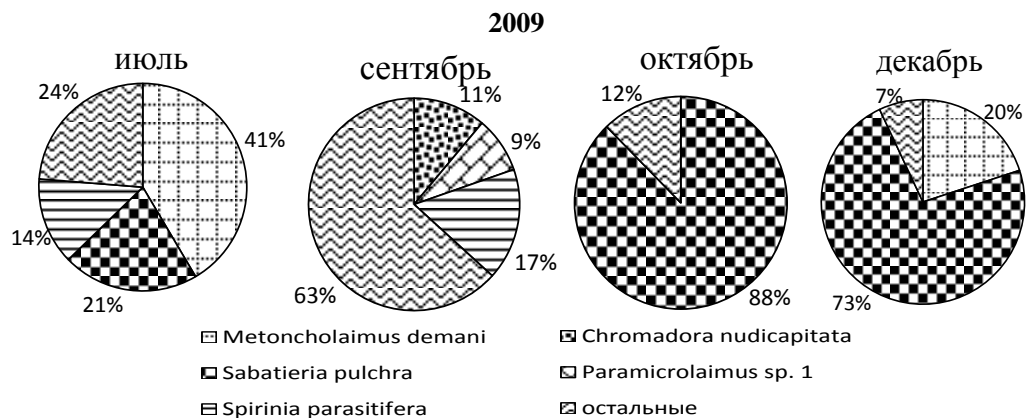 2009
июль
сентябрь
октябрь
декабрь
24%
41%
14%
21%
11%
9%
17%
63%
12%
88%
7%
20%
73%
Metoncholaimus demani
Chromadora nudicapitata
Sabatieria pulchra
Paramicrolaimus sp. 1
Spirinia parasitifera
остальные